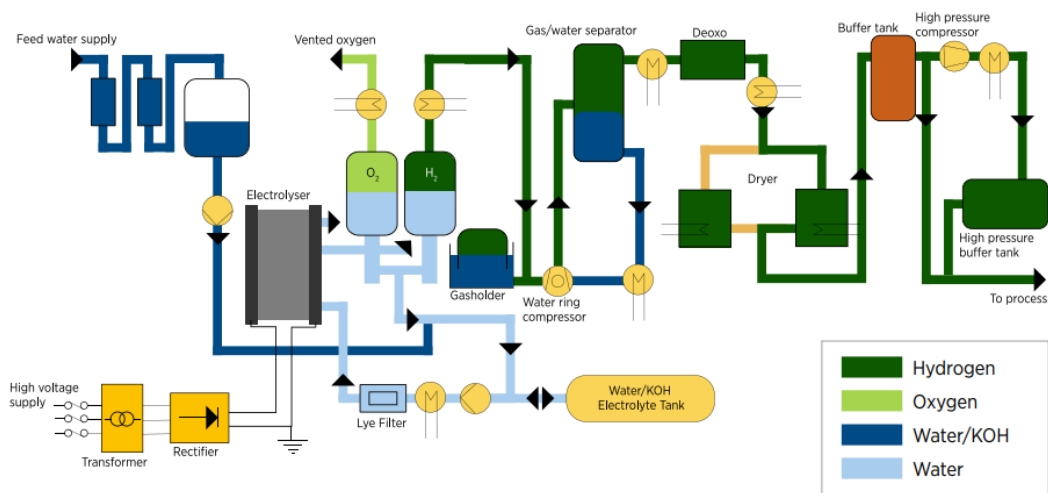 Feed water supply
Vented oxygen
Gas/water separator
Deoxo
Buffer tank
High pressure
compressor
O2
H2
Electrolyser
Dryer
Gasholder
Water ring
compressor
High pressure
buffer tank
To process
High voltage
supply
Transformer
Rectifier
Lye Filter
Water/KOH
Electrolyte Tank
Hydrogen
Oxygen
Water/KOH
Water